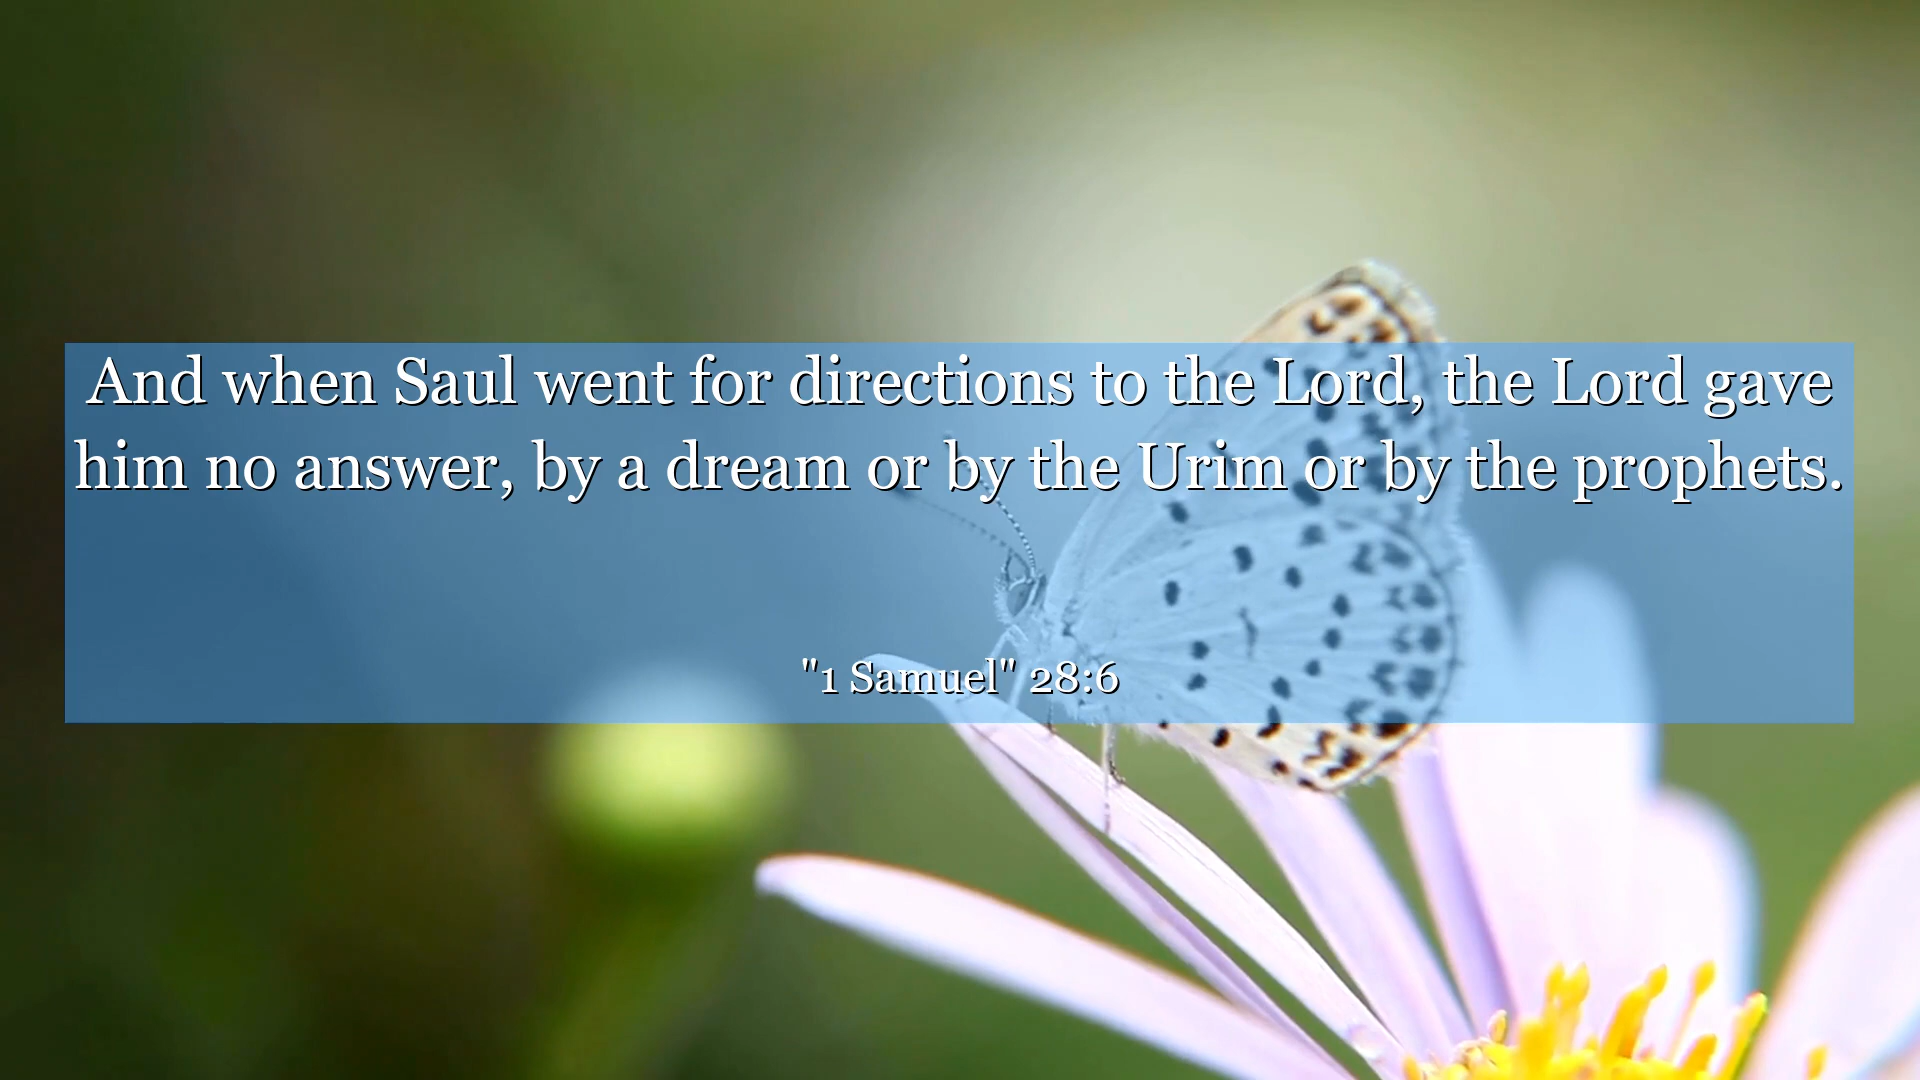 And when Saul went for directions to the Lord, the Lord gave
him no answer, by a dream or by the Urim or by the prophets.
"1 Samuel" 28:6